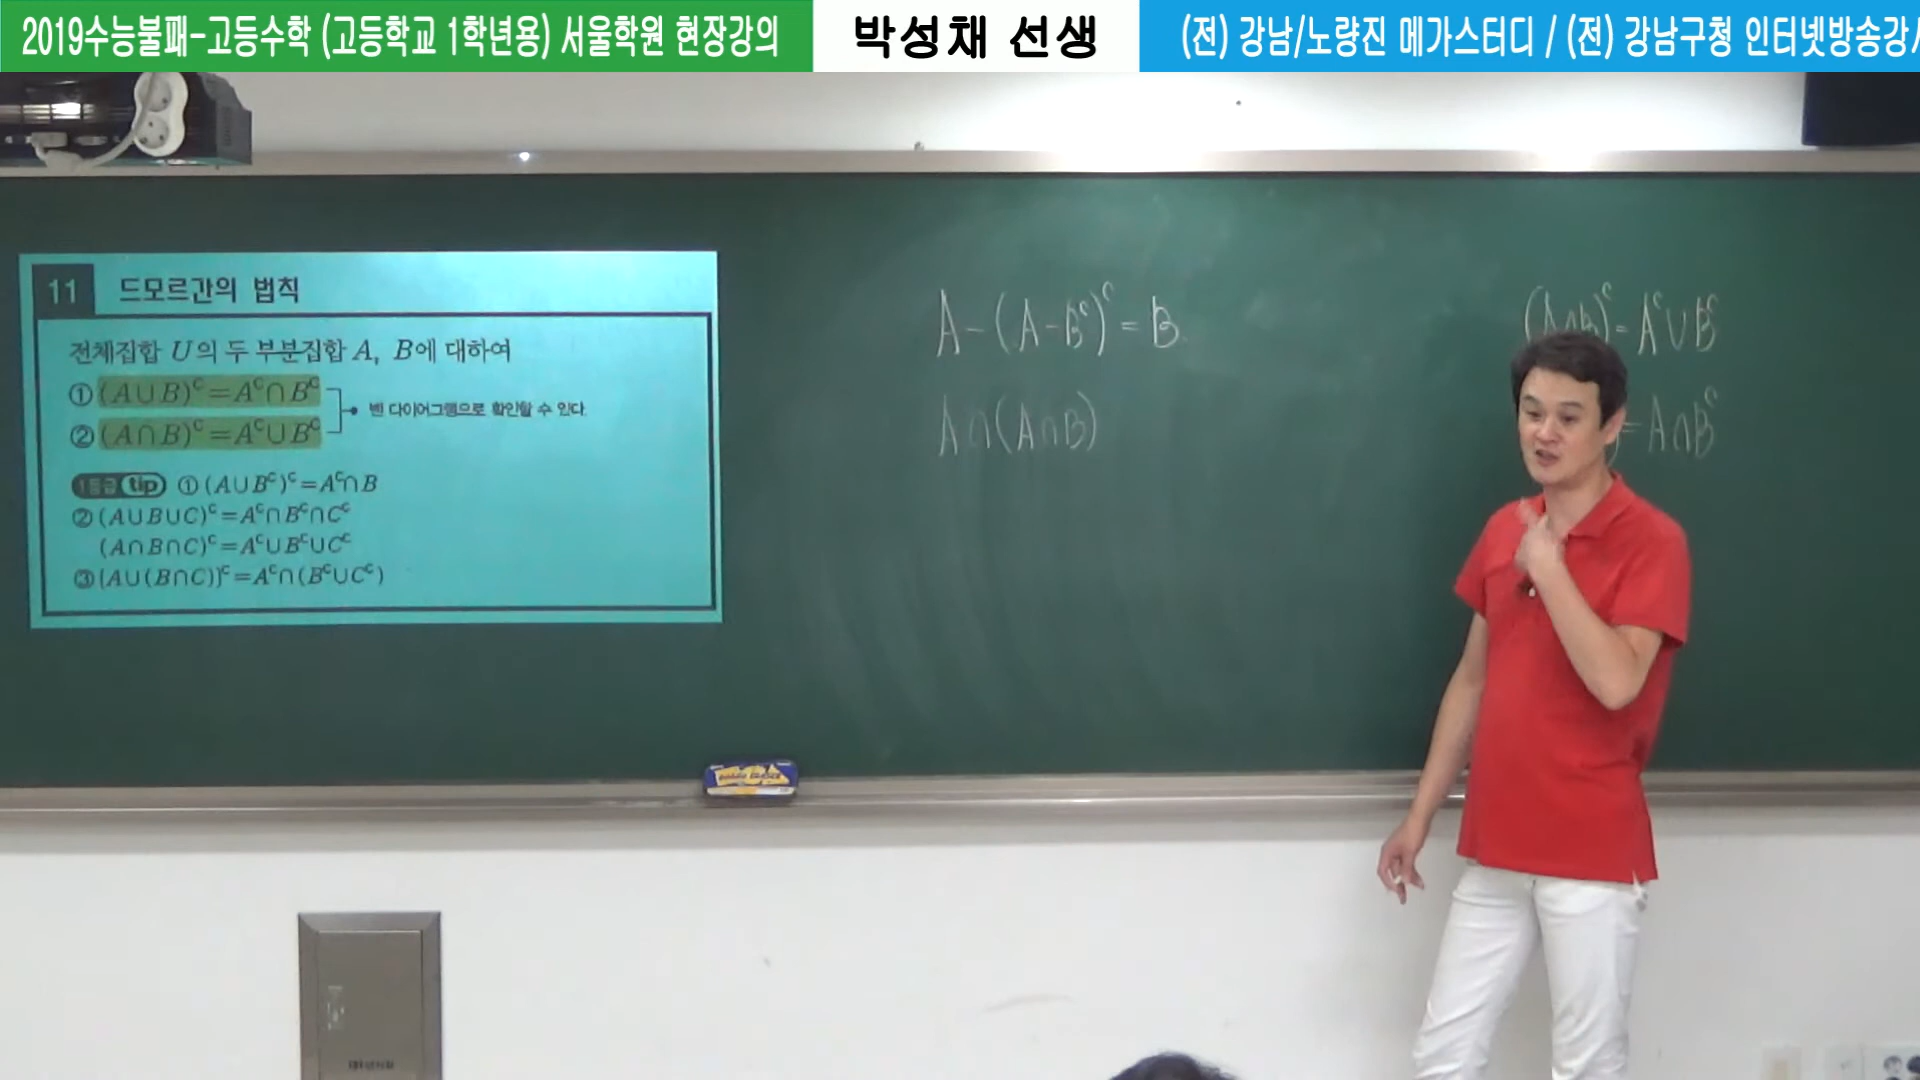 2019수능불패-고등수학 (고등학교 1학년용) 서울학원 현장강의
박성채 선생
(전) 강남/노량진 메가스터디 / (전) 강남구청 인터넷방송강사
11 드모르간의 법칙
전체집합 U의 두 부분집합 A, B에 대하여
① (A∪B)ᶜ=Aᶜ∩Bᶜ
② (A∩B)ᶜ=Aᶜ∪Bᶜ
벤 다이어그램으로 확인할 수 있다.
1등급 tip ① (A∪Bᶜ)ᶜ=Aᶜ∩B
② (A∪B∪C)ᶜ=Aᶜ∩Bᶜ∩Cᶜ
(A∩B∩C)ᶜ=Aᶜ∪Bᶜ∪Cᶜ
③ {A∪(B∩C)}ᶜ=Aᶜ∩(Bᶜ∪Cᶜ)
A-(A-Bᶜ)ᶜ=B
A∩(A∩B)
(A∩B)ᶜ=Aᶜ∪Bᶜ
=A∩Bᶜ